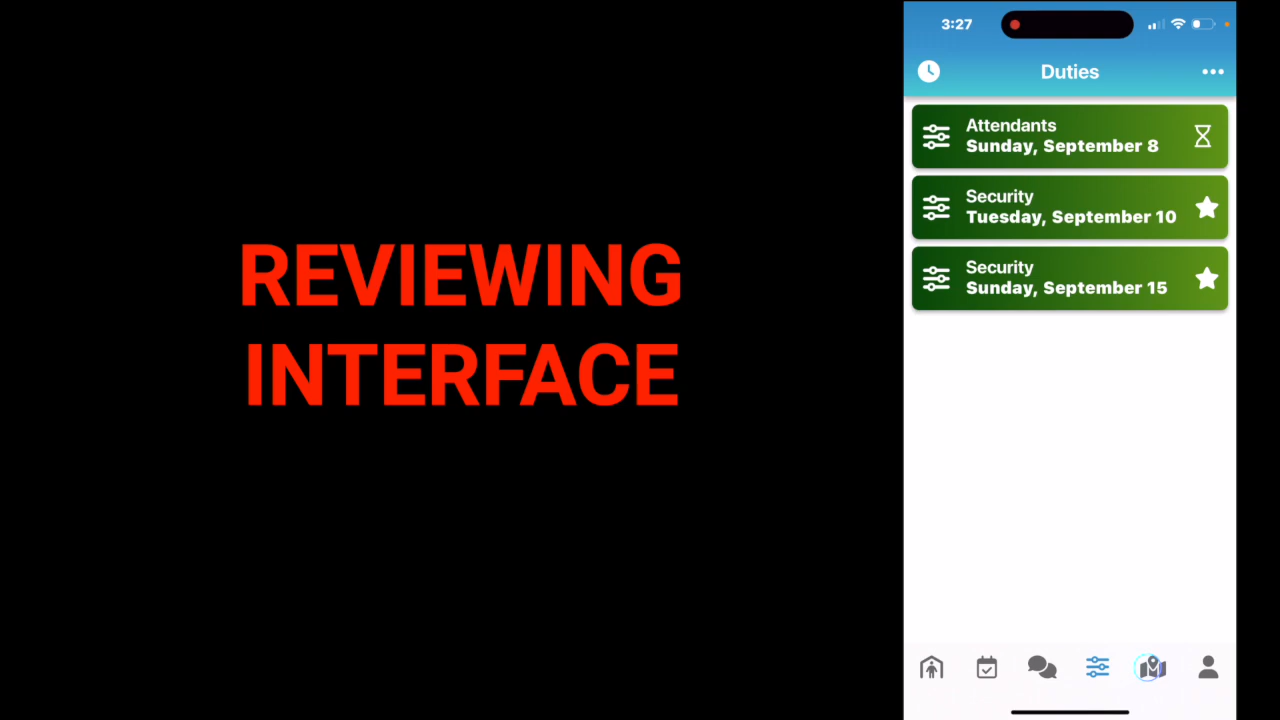 REVIEWING
INTERFACE
3:27
Duties
Attendants
Sunday, September 8
Security
Tuesday, September 10
Security
Sunday, September 15